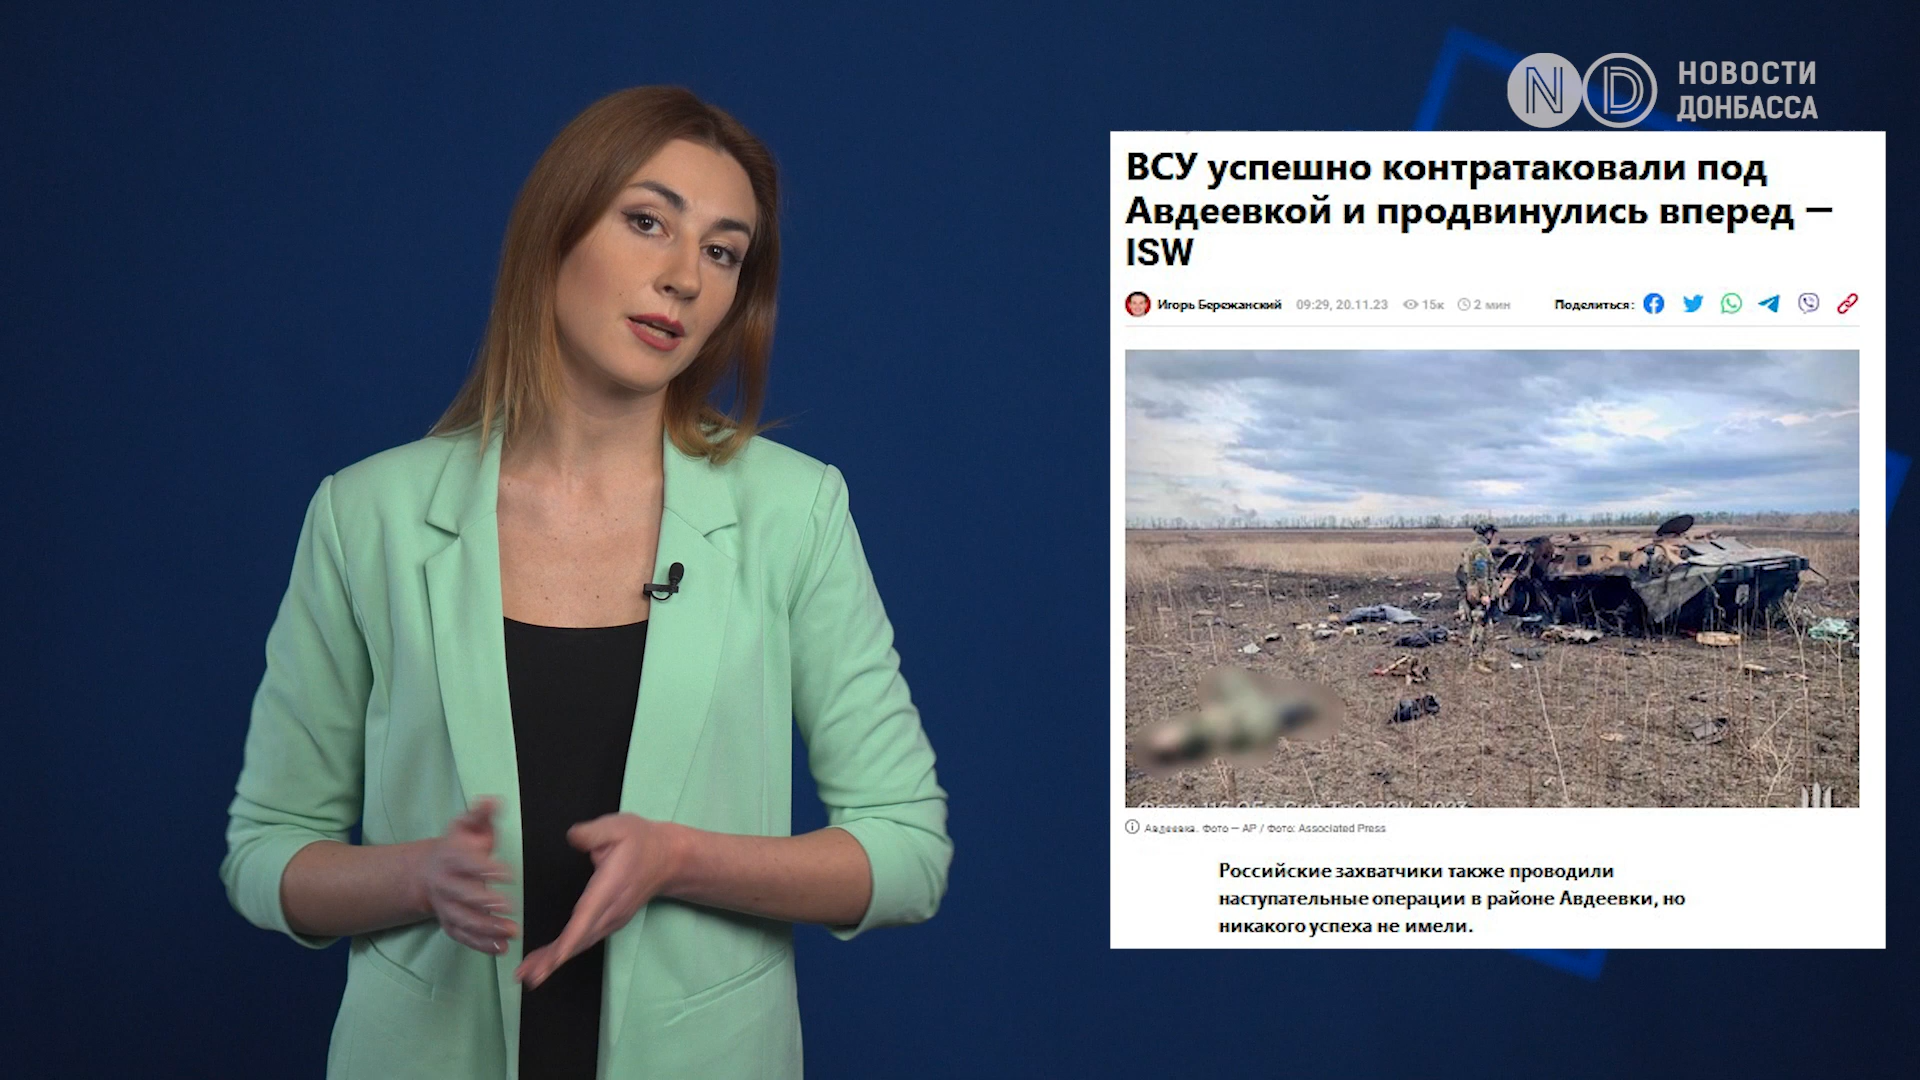 ND НОВОСТИ
ДОНБАССА
ВСУ успешно контратаковали под
Авдеевкой и продвинулись вперед —
ISW
Игорь Бережанский 09:29, 20.11.23 15к 2 мин Поделиться:
Авдеевка. Фото — AP / Фото: Associated Press
Российские захватчики также проводили
наступательные операции в районе Авдеевки, но
никакого успеха не имели.